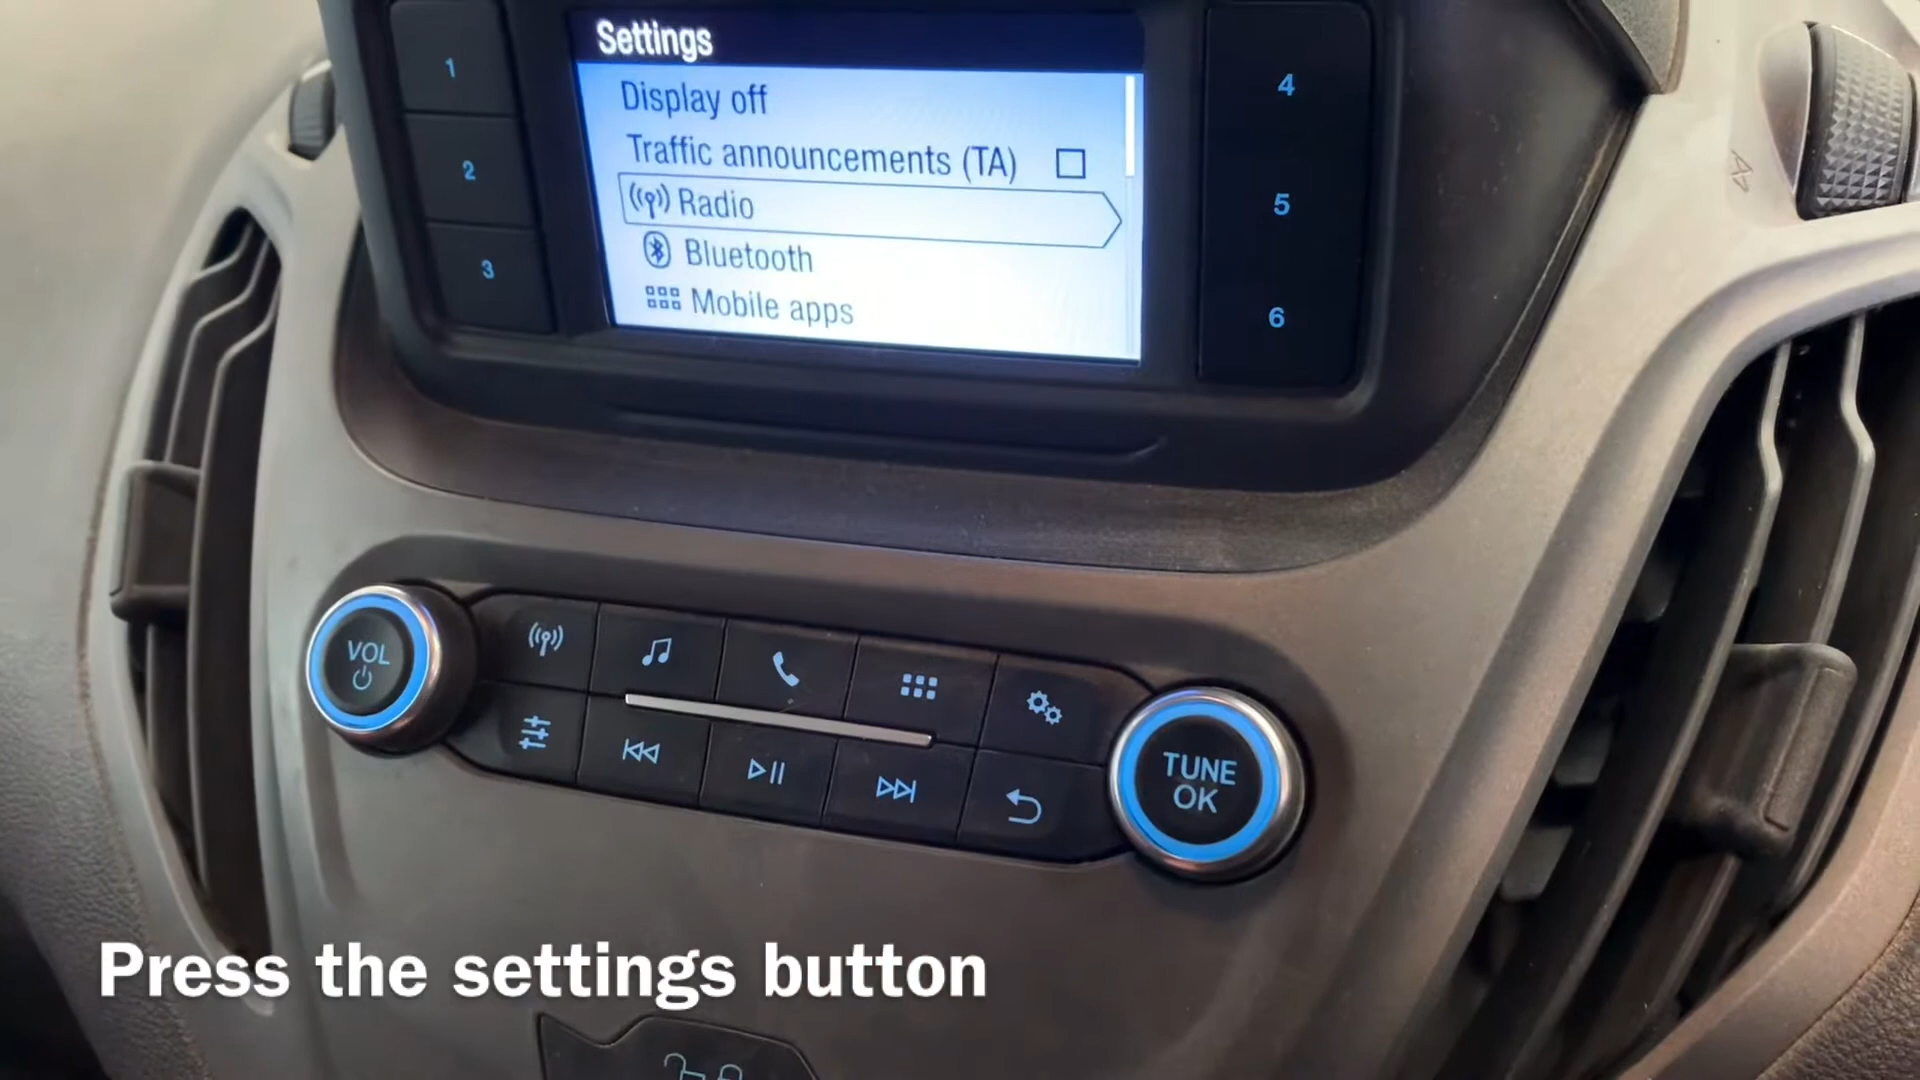 Settings
Display off
Traffic announcements (TA)
Radio
Bluetooth
Mobile apps
1
2
3
4
5
6
VOL
TUNE
OK
Press the settings button